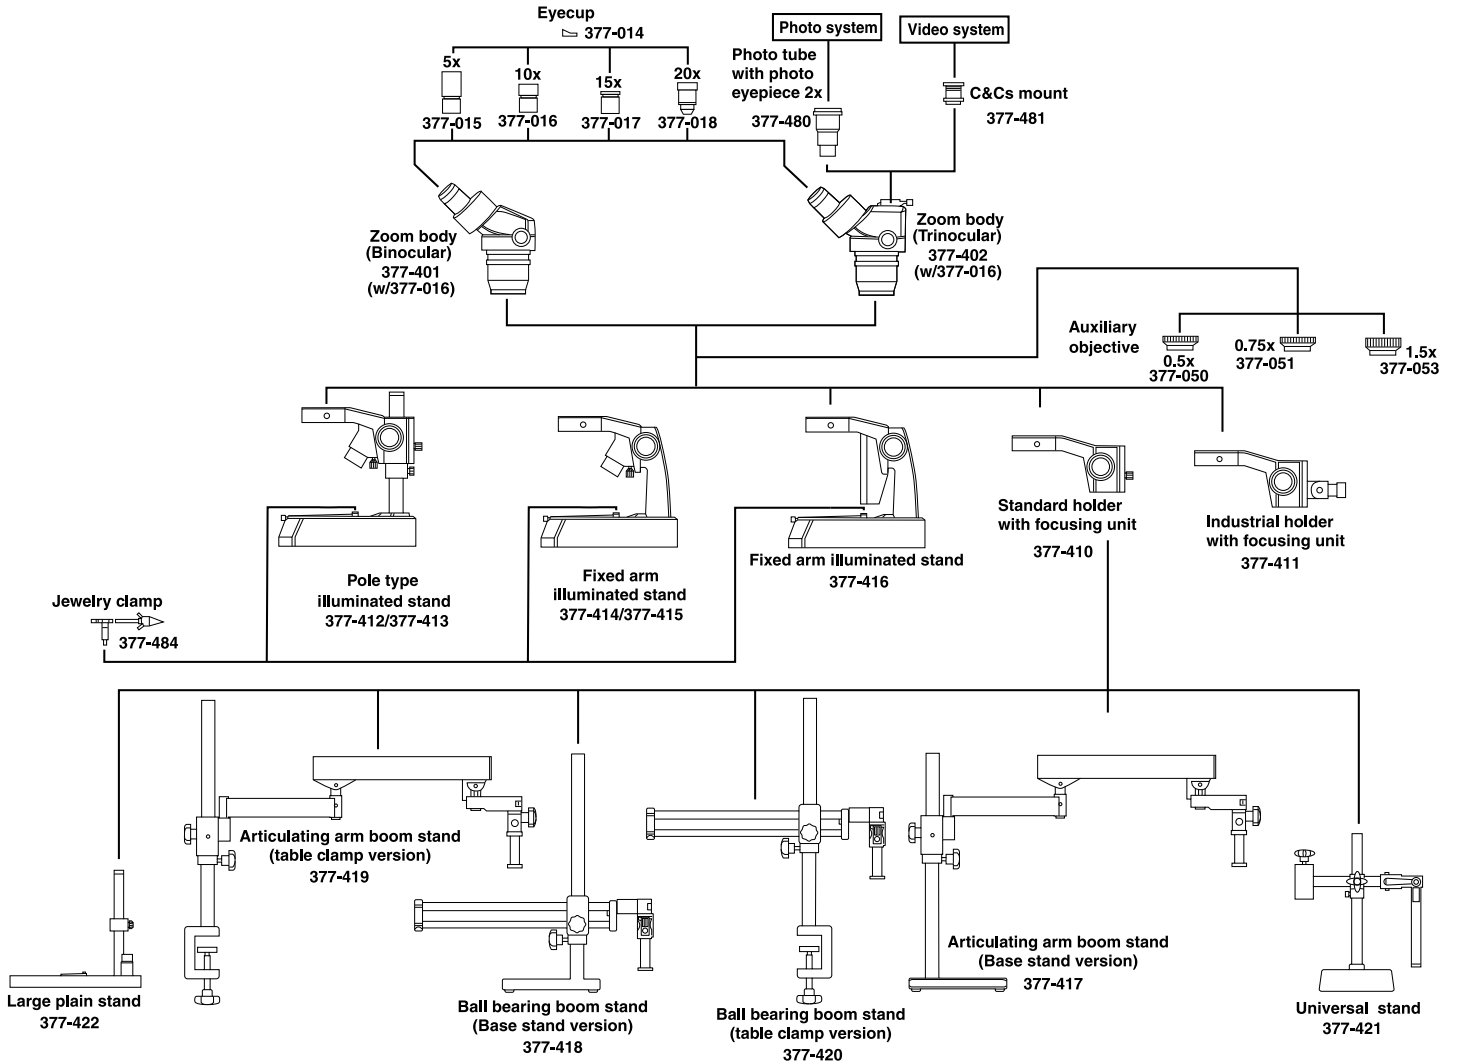 Eyecup
377-014
Photo system
Video system
5x
10x
15x
20x
377-015
377-016
377-017
377-018
Photo tube
with photo
eyepiece 2x
377-480
C&Cs mount
377-481
Zoom body
(Binocular)
377-401
(w/377-016)
Zoom body
(Trinocular)
377-402
(w/377-016)
Auxiliary
objective
0.5x
377-050
0.75x
377-051
1.5x
377-053
Pole type
illuminated stand
377-412/377-413
Fixed arm
illuminated stand
377-414/377-415
Fixed arm illuminated stand
377-416
Standard holder
with focusing unit
377-410
Industrial holder
with focusing unit
377-411
Jewelry clamp
377-484
Large plain stand
377-422
Articulating arm boom stand
(table clamp version)
377-419
Ball bearing boom stand
(Base stand version)
377-418
Ball bearing boom stand
(table clamp version)
377-420
Articulating arm boom stand
(Base stand version)
377-417
Universal stand
377-421